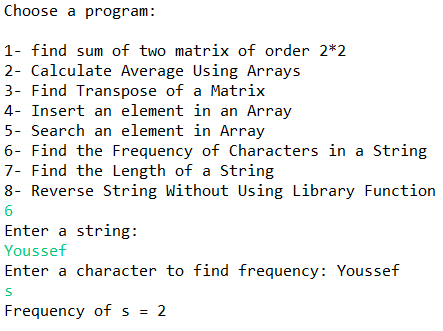 Choose a program:
1- find sum of two matrix of order 2*2
2- Calculate Average Using Arrays
3- Find Transpose of a Matrix
4- Insert an element in an Array
5- Search an element in Array
6- Find the Frequency of Characters in a String
7- Find the Length of a String
8- Reverse String Without Using Library Function
6
Enter a string:
Youssef
Enter a character to find frequency: Youssef
s
Frequency of s = 2